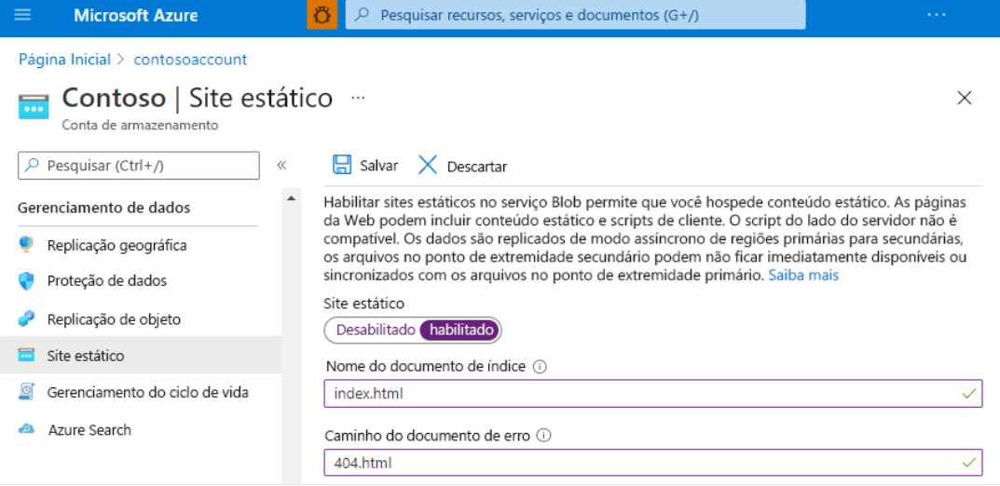 Microsoft Azure
Pesquisar recursos, serviços e documentos (G+/)
...
Página Inicial > contosoaccount
Contoso | Site estático ...
Conta de armazenamento
Pesquisar (Ctrl+/)
«
Salvar
Descartar
Gerenciamento de dados
Replicação geográfica
Proteção de dados
Replicação de objeto
Site estático
Gerenciamento do ciclo de vida
Azure Search
Habilitar sites estáticos no serviço Blob permite que você hospede conteúdo estático. As páginas
da Web podem incluir conteúdo estático e scripts de cliente. O script do lado do servidor não é
compatível. Os dados são replicados de modo assíncrono de regiões primárias para secundárias,
os arquivos no ponto de extremidade secundário podem não ficar imediatamente disponíveis ou
sincronizados com os arquivos no ponto de extremidade primário. Saiba mais
Site estático
Desabilitado habilitado
Nome do documento de índice
index.html
Caminho do documento de erro
404.html